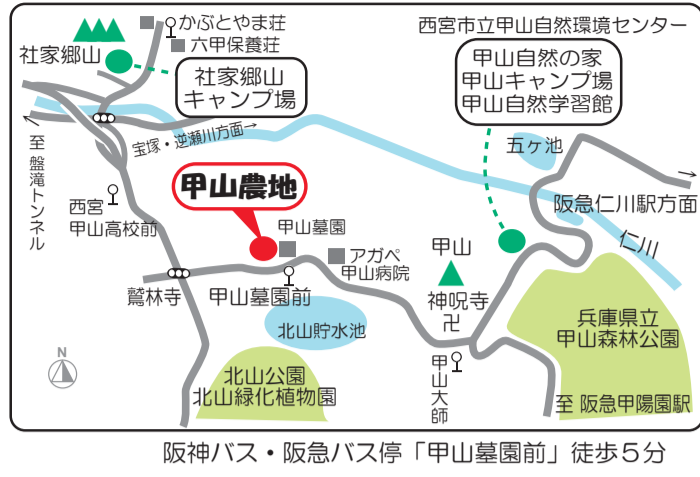 かぶとやま荘
六甲保養荘
社家郷山
社家郷山
キャンプ場
西宮市立甲山自然環境センター
甲山自然の家
甲山キャンプ場
甲山自然学習館
至 盤滝トンネル
宝塚・逆瀬川方面→
五ヶ池
西宮
甲山高校前
甲山農地
阪急仁川駅方面
→
仁川
甲山墓園
アガペ
甲山病院
甲山
神呪寺
卍
鷲林寺
甲山墓園前
北山貯水池
兵庫県立
甲山森林公園
N
北山公園
北山緑化植物園
甲山大師
至 阪急甲陽園駅
阪神バス・阪急バス停「甲山墓園前」徒歩5分